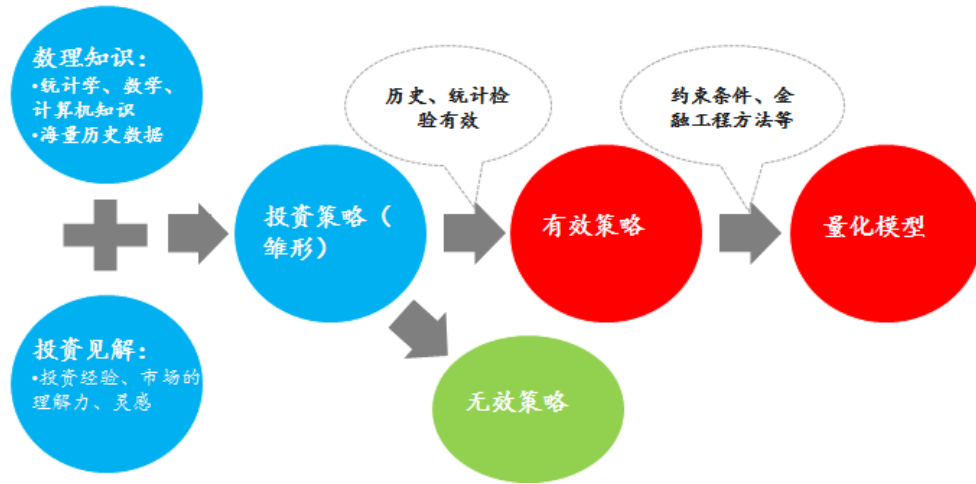 数理知识：
•统计学、数学、
计算机知识
•海量历史数据
历史、统计检
验有效
约束条件、金
融工程方法等
投资策略（
雏形）
有效策略
量化模型
投资见解：
•投资经验、市场的
理解力、灵感
无效策略